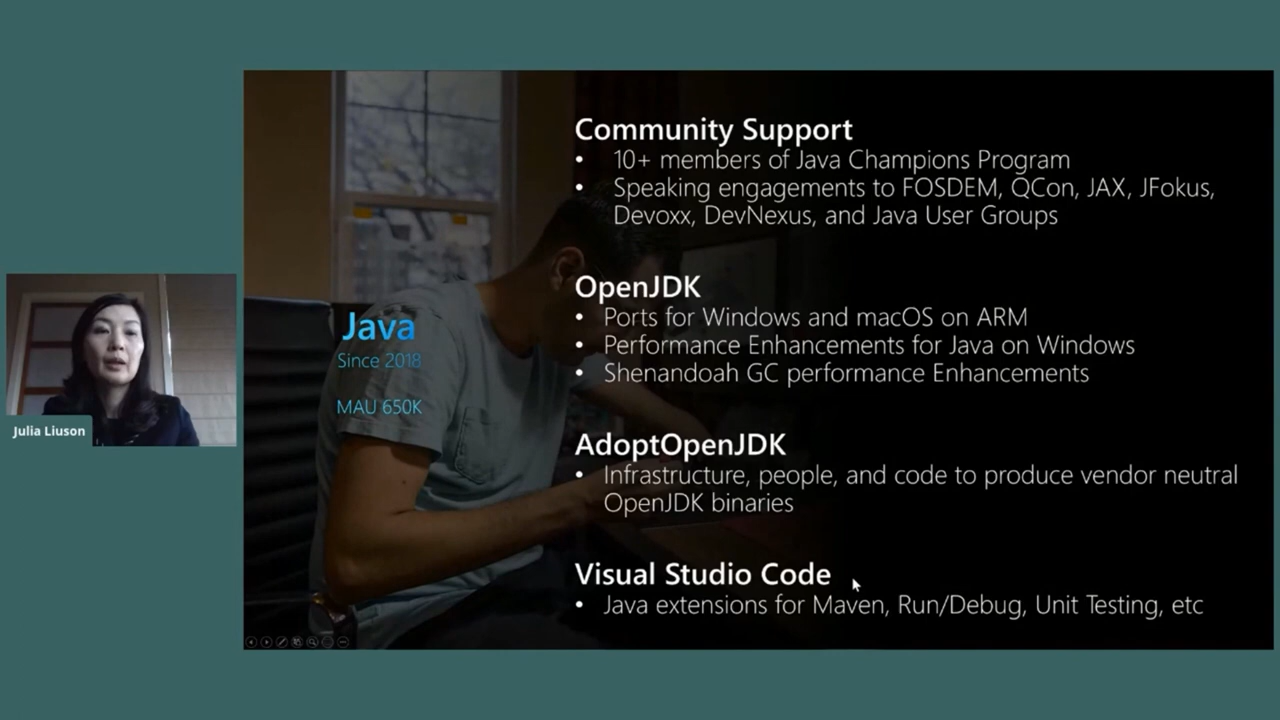 Community Support
• 10+ members of Java Champions Program
• Speaking engagements to FOSDEM, QCon, JAX, JFokus,
Devoxx, DevNexus, and Java User Groups
OpenJDK
• Ports for Windows and macOS on ARM
• Performance Enhancements for Java on Windows
• Shenandoah GC performance Enhancements
Java
Since 2018
MAU 650K
AdoptOpenJDK
• Infrastructure, people, and code to produce vendor neutral
OpenJDK binaries
Visual Studio Code
• Java extensions for Maven, Run/Debug, Unit Testing, etc
Julia Liuson